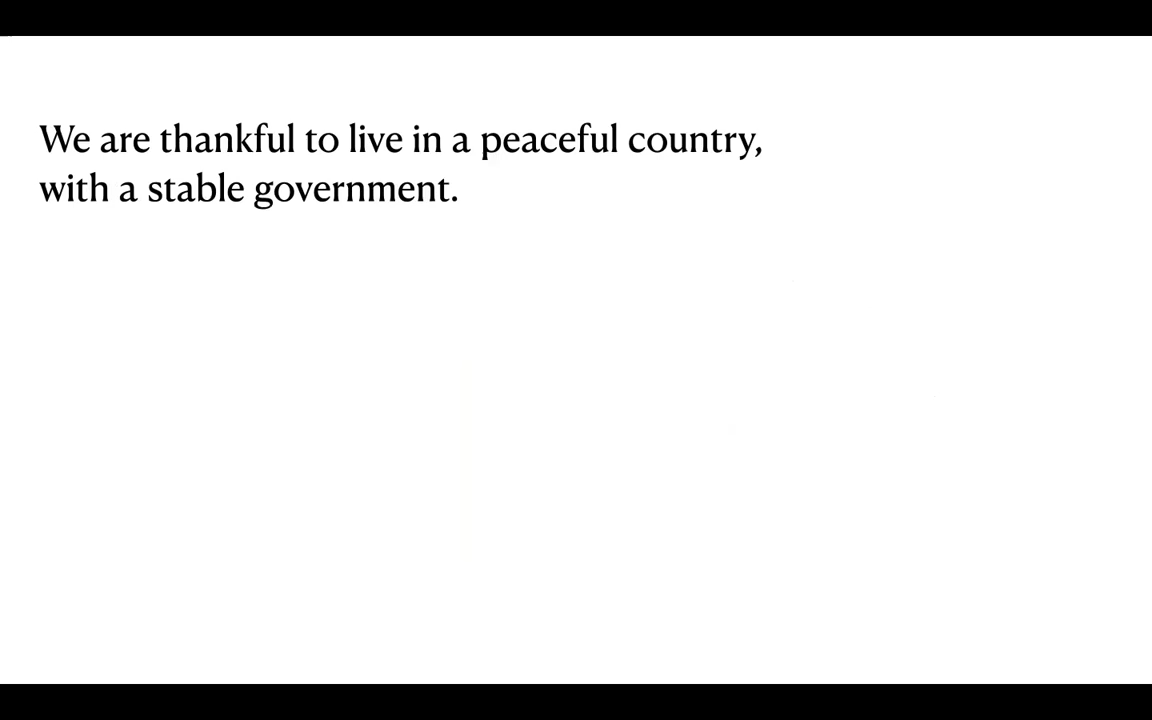 We are thankful to live in a peaceful country,
with a stable government.